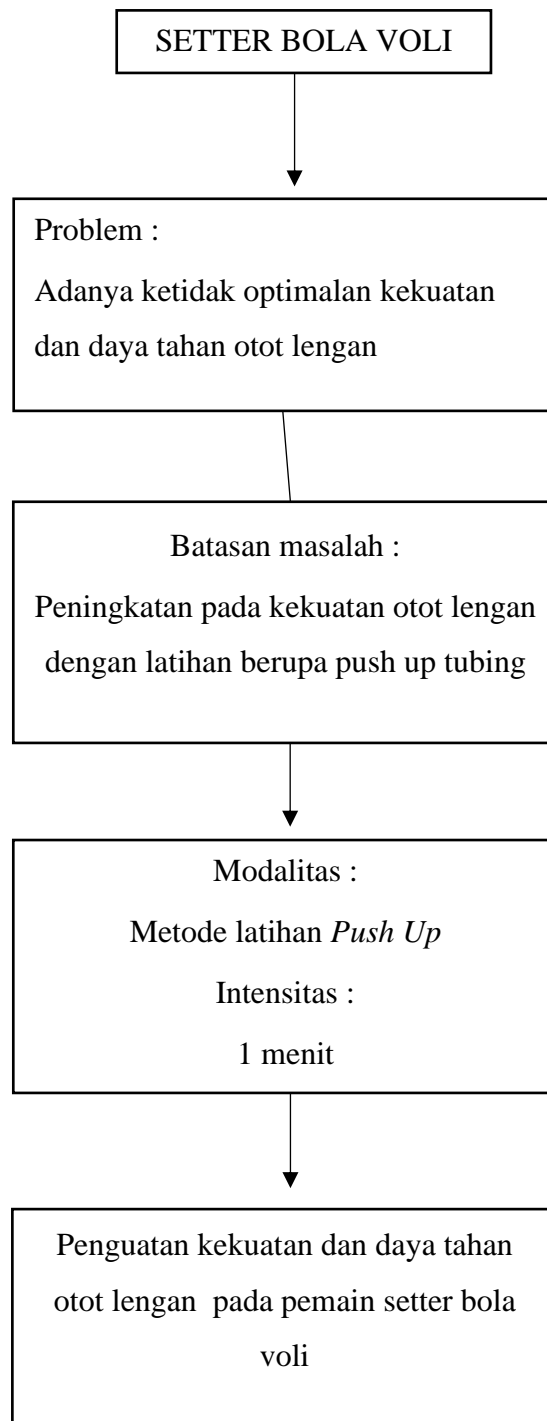 SETTER BOLA VOLI
Problem :
Adanya ketidak optimalan kekuatan
dan daya tahan otot lengan
Batasan masalah :
Peningkatan pada kekuatan otot lengan
dengan latihan berupa push up tubing
Modalitas :
Metode latihan Push Up
Intensitas :
1 menit
Penguatan kekuatan dan daya tahan
otot lengan pada pemain setter bola
voli